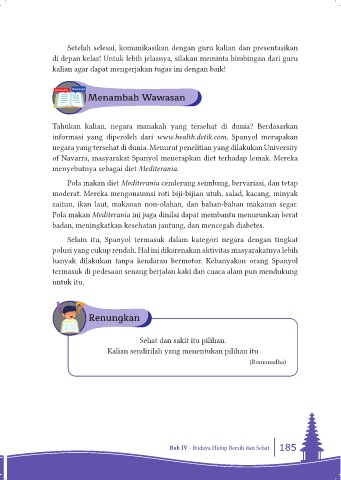 Setelah selesai, komunikasikan dengan guru kalian dan presentasikan
di depan kelas! Untuk lebih jelasnya, silakan meminta bimbingan dari guru
kalian agar dapat mengerjakan tugas ini dengan baik!
Menambah Wawasan
Tahukan kalian, negara manakah yang tersehat di dunia? Berdasarkan
informasi yang diperoleh dari www.health.detik.com, Spanyol merupakan
negara yang tersehat di dunia. Menurut penelitian yang dilakukan University
of Navarra, masyarakat Spanyol menerapkan diet terhadap lemak. Mereka
menyebutnya sebagai diet Mediterania.
Pola makan diet Mediterania cenderung seimbang, bervariasi, dan tetap
moderat. Mereka mengonsumsi roti biji-bijian utuh, salad, kacang, minyak
zaitun, ikan laut, makanan non-olahan, dan bahan-bahan makanan segar.
Pola makan Mediterania ini juga dinilai dapat membantu menurunkan berat
badan, meningkatkan kesehatan jantung, dan mencegah diabetes.
Selain itu, Spanyol termasuk dalam kategori negara dengan tingkat
polusi yang cukup rendah. Hal ini dikarenakan aktivitas masyarakatnya lebih
banyak dilakukan tanpa kendaran bermotor. Kebanyakan orang Spanyol
termasuk di pedesaan senang berjalan kaki dan cuaca alam pun mendukung
untuk itu.
Renungkan
Sehat dan sakit itu pilihan.
Kalian sendirilah yang menentukan pilihan itu
(Romonadha)
Bab IV - Budaya Hidup Bersih dan Sehat 185